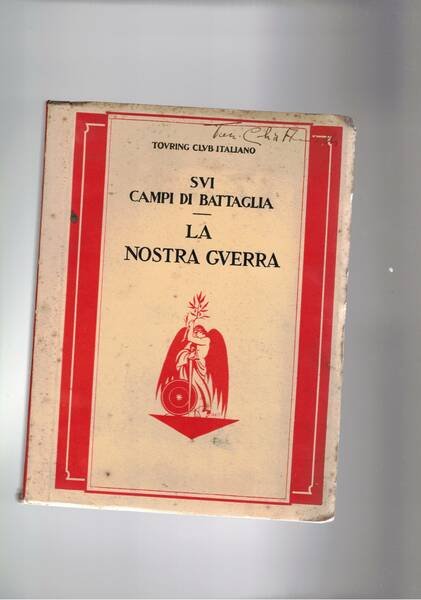 TOVRING CLVB ITALIANO
SVI
CAMPI DI BATTAGLIA
LA
NOSTRA GVERRA